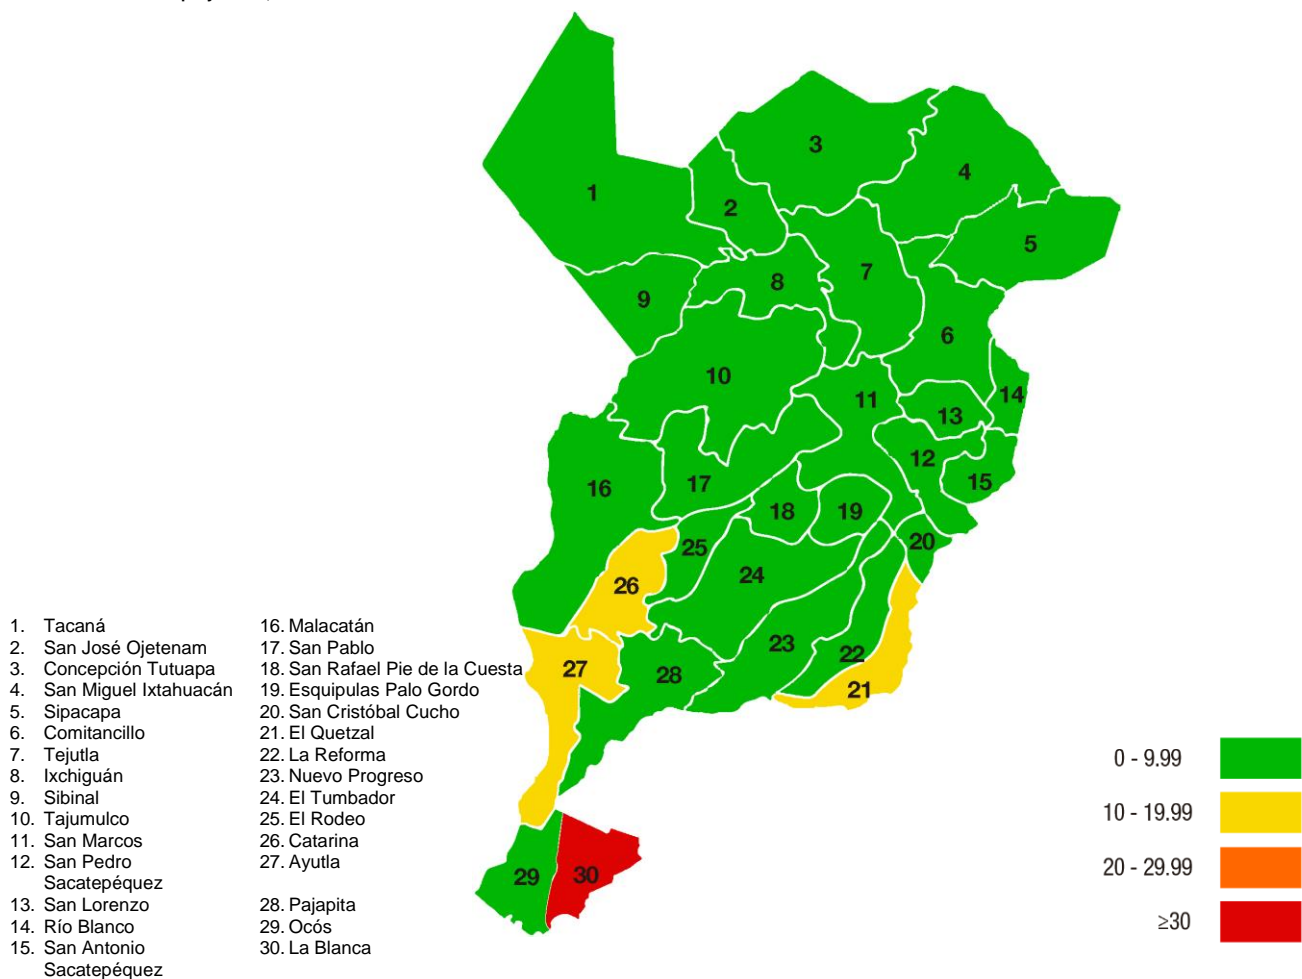 1
2
3
4
5
6
7
8
9
10
11
12
13
14
15
16
17
18
19
20
21
22
23
24
25
26
27
28
29
30
1. Tacaná
2. San José Ojetenam
3. Concepción Tutuapa
4. San Miguel Ixtahuacán
5. Sipacapa
6. Comitancillo
7. Tejutla
8. Ixchiguán
9. Sibinal
10. Tajumulco
11. San Marcos
12. San Pedro
Sacatepéquez
13. San Lorenzo
14. Río Blanco
15. San Antonio
Sacatepéquez
16. Malacatán
17. San Pablo
18. San Rafael Pie de la Cuesta
19. Esquipulas Palo Gordo
20. San Cristóbal Cucho
21. El Quetzal
22. La Reforma
23. Nuevo Progreso
24. El Tumbador
25. El Rodeo
26. Catarina
27. Ayutla
28. Pajapita
29. Ocós
30. La Blanca
0 - 9.99
10 - 19.99
20 - 29.99
≥30